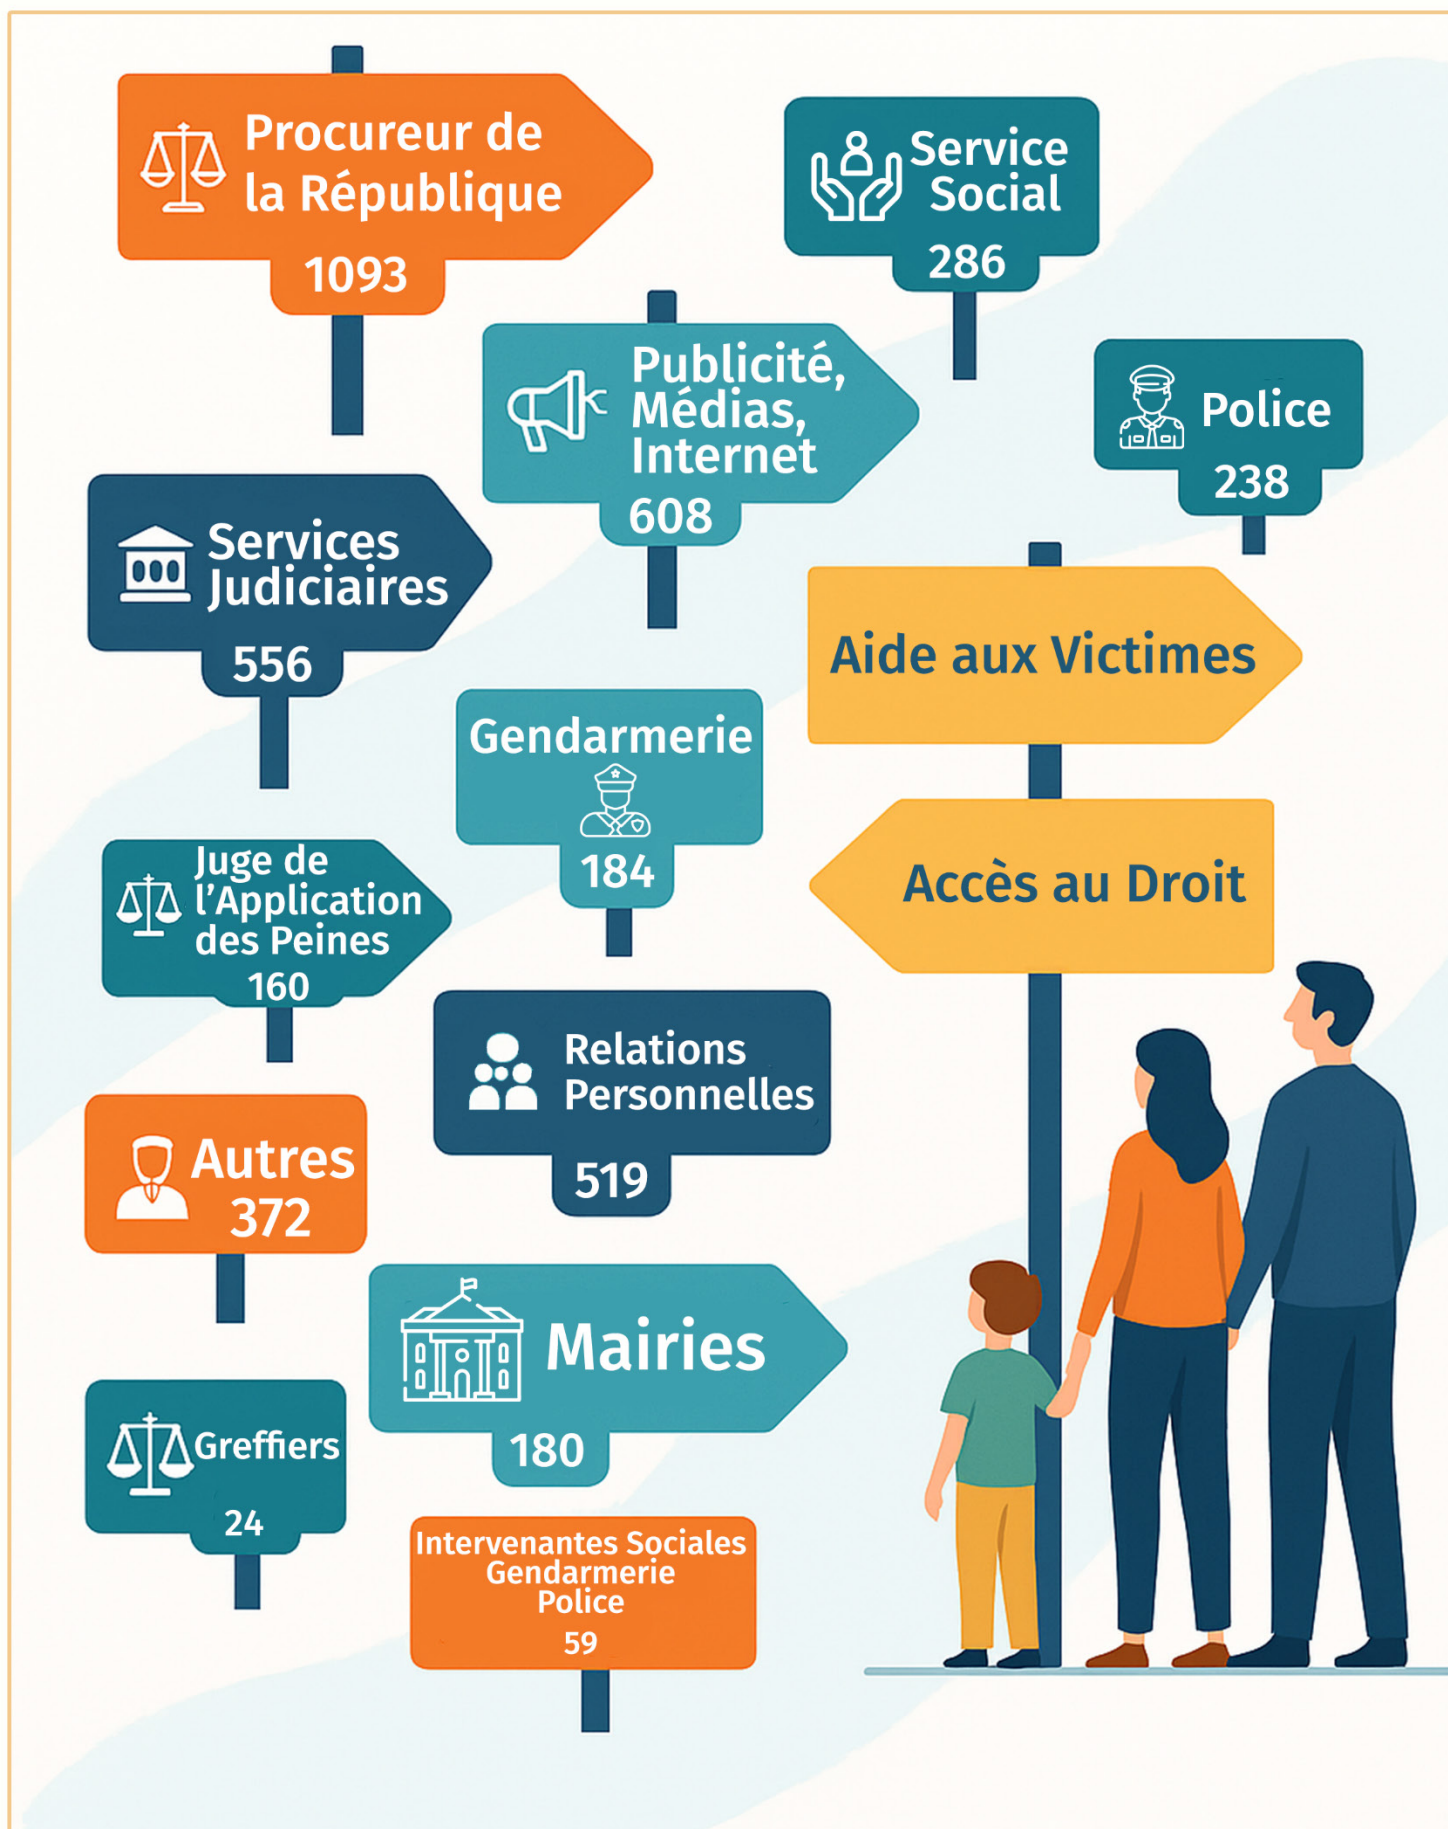 Procureur de
la République
1093
Service
Social
286
Publicité,
Médias,
Internet
608
Police
238
Services
Judiciaires
556
Aide aux Victimes
Gendarmerie
184
Accès au Droit
Juge de
l'Application
des Peines
160
Relations
Personnelles
519
Autres
372
Mairies
180
Greffiers
24
Intervenantes Sociales
Gendarmerie
Police
59